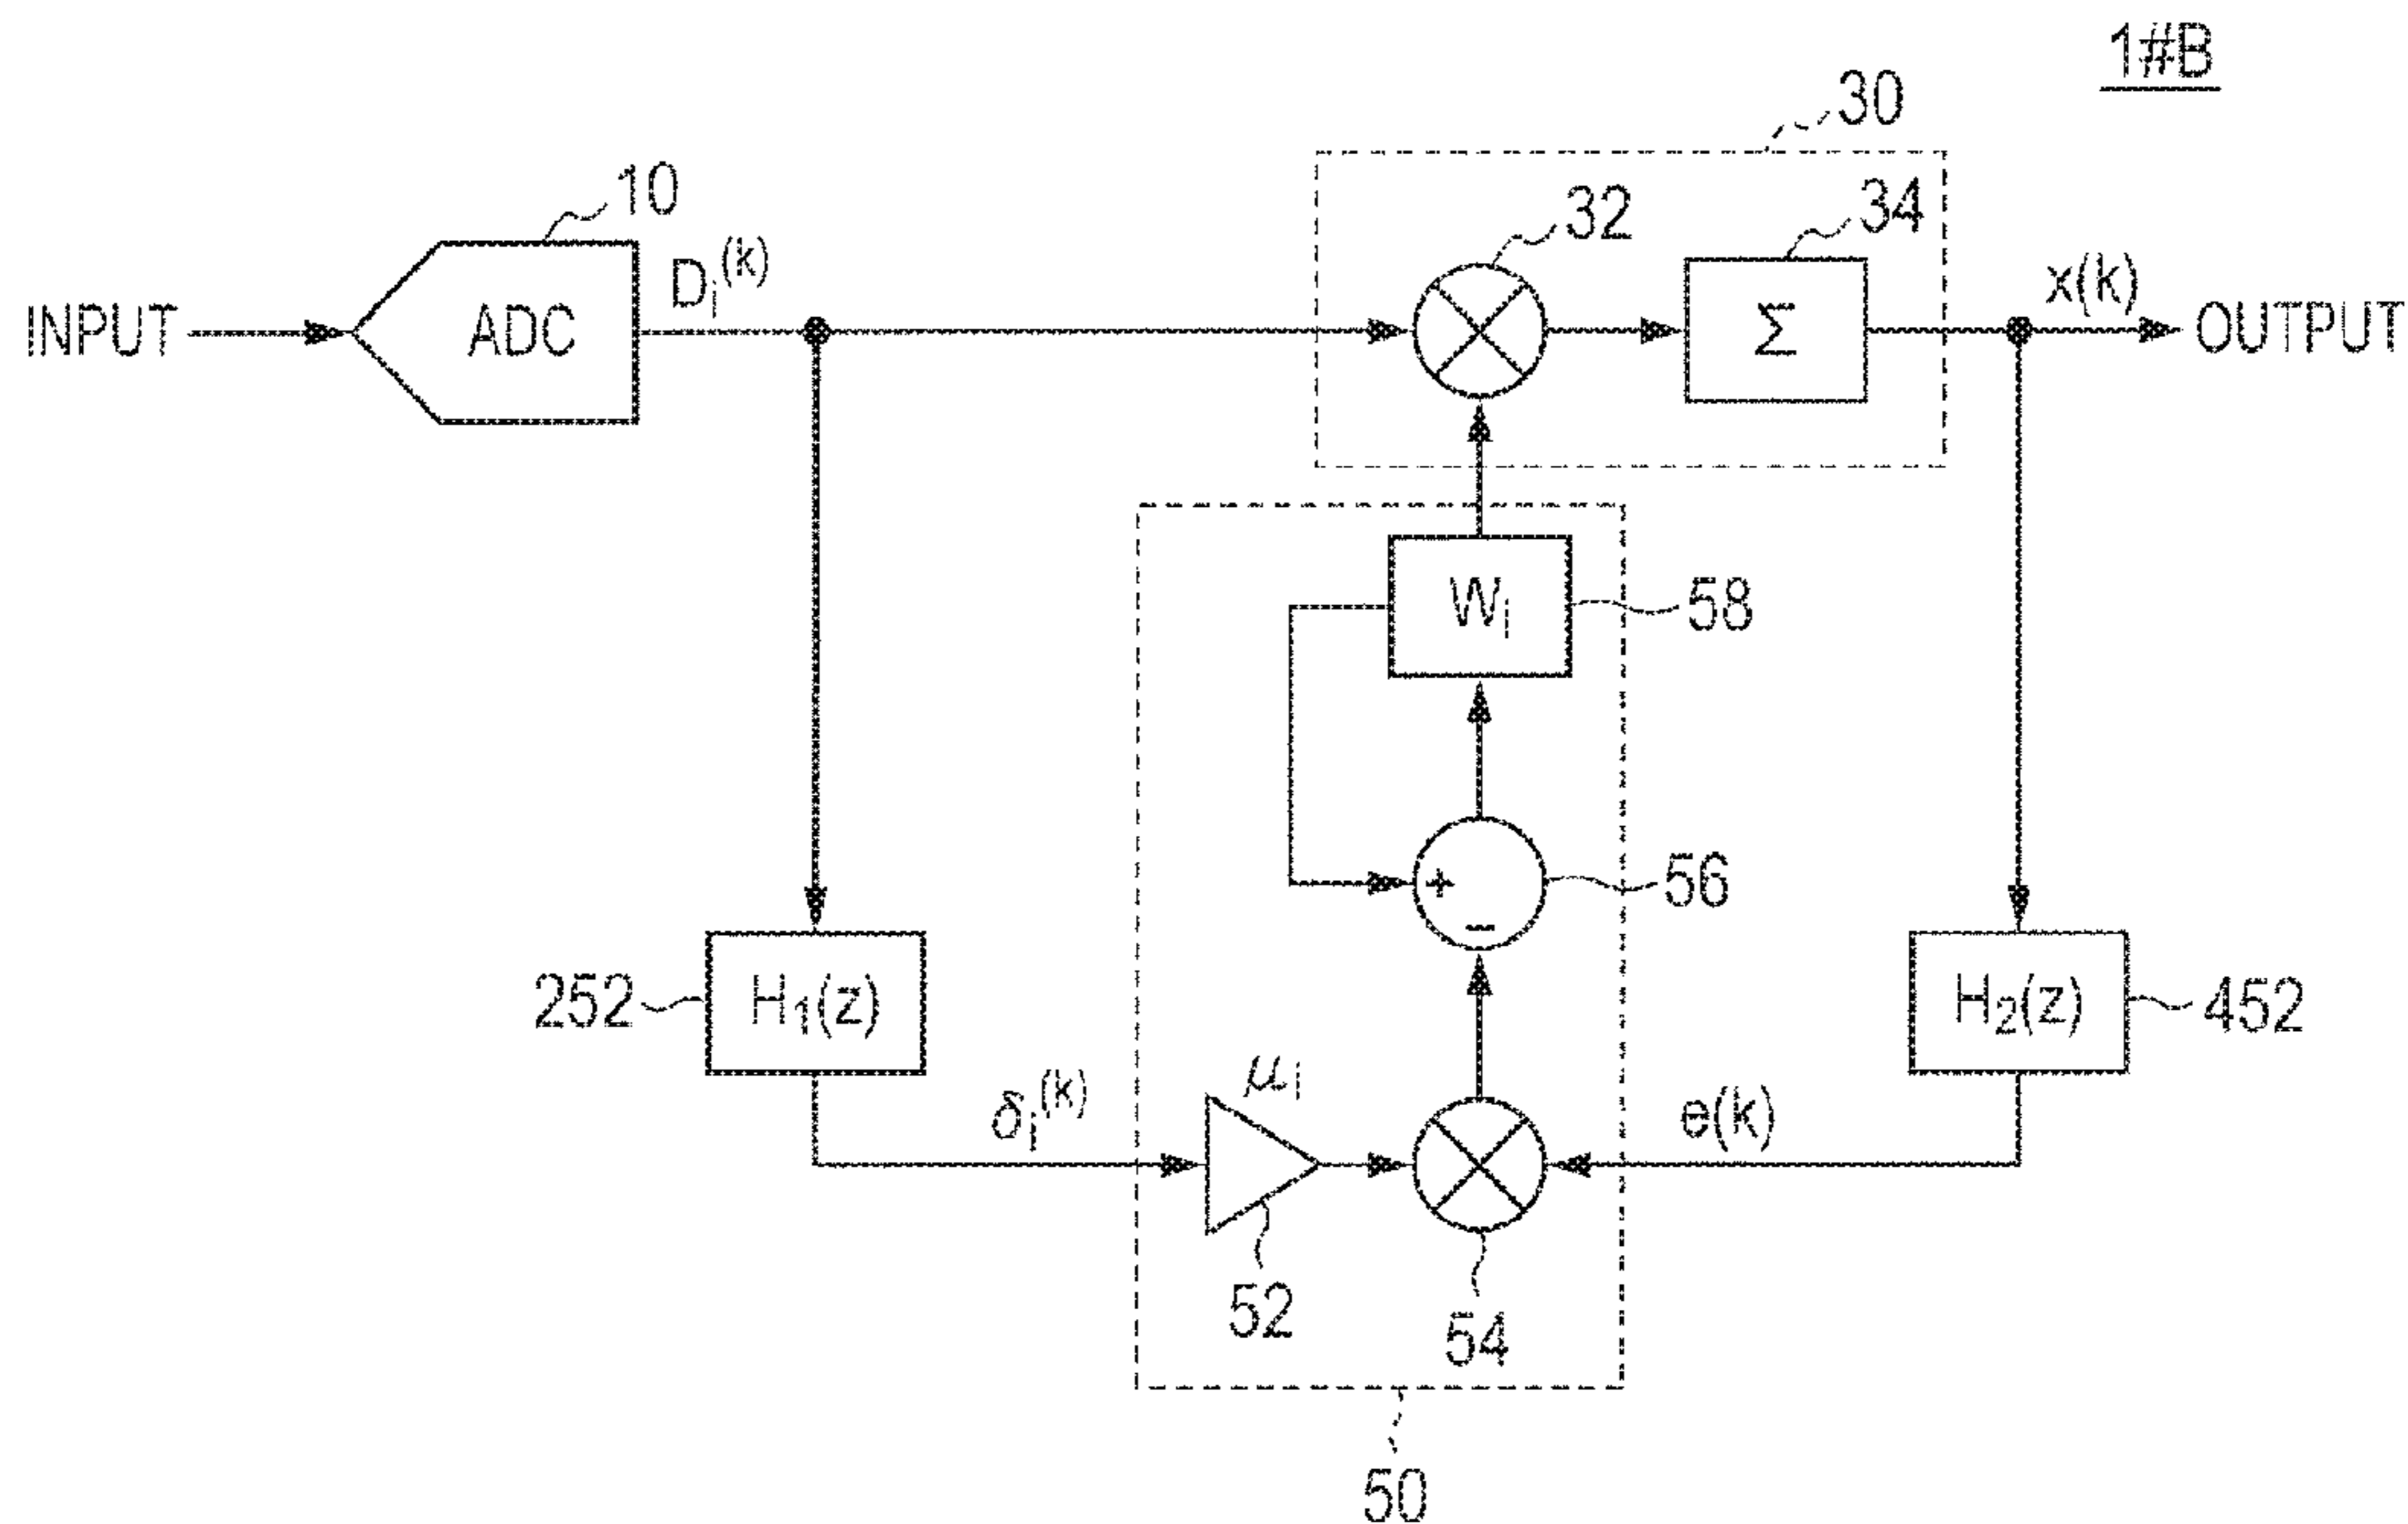 1#B
30
10
32
34
INPUT
ADC
Dᵢ⁽ᵏ⁾
Σ
x(k)
OUTPUT
Wᵢ
58
+
−
56
252
H₁(z)
H₂(z)
452
δᵢ⁽ᵏ⁾
μᵢ
e(k)
52
54
50